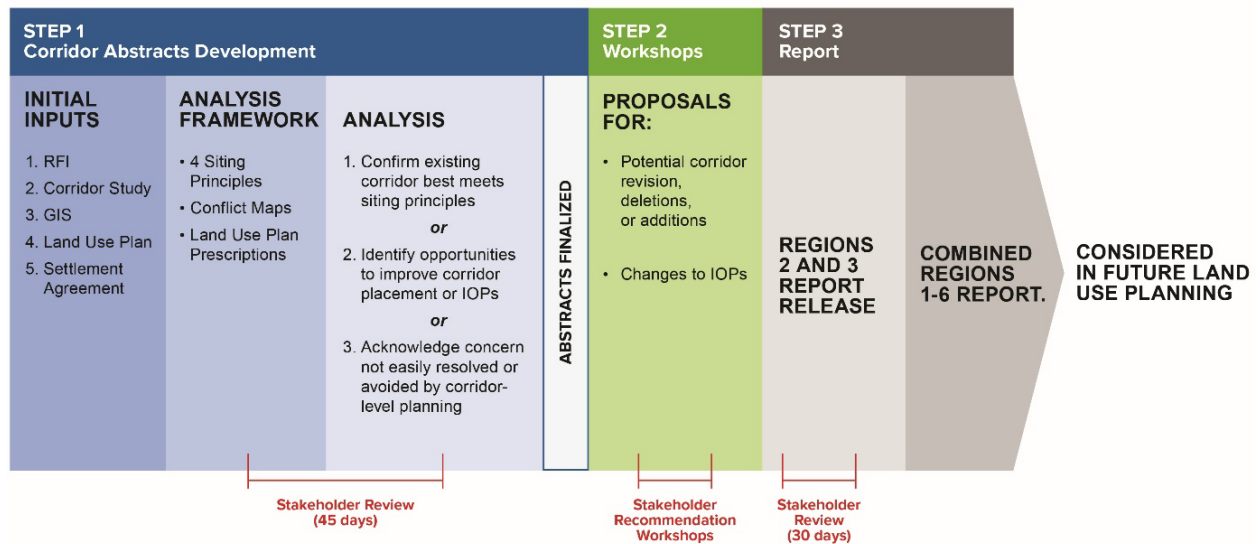 STEP 1
Corridor Abstracts Development
INITIAL
INPUTS
1. RFI
2. Corridor Study
3. GIS
4. Land Use Plan
5. Settlement
Agreement
ANALYSIS
FRAMEWORK
• 4 Siting
Principles
• Conflict Maps
• Land Use Plan
Prescriptions
ANALYSIS
1. Confirm existing
corridor best meets
siting principles
or
2. Identify opportunities
to improve corridor
placement or IOPs
or
3. Acknowledge concern
not easily resolved or
avoided by corridor-
level planning
Stakeholder Review
(45 days)
ABSTRACTS FINALIZED
STEP 2
Workshops
PROPOSALS
FOR:
• Potential corridor
revision,
deletions,
or additions
• Changes to IOPs
Stakeholder
Recommendation
Workshops
STEP 3
Report
REGIONS
2 AND 3
REPORT
RELEASE
Stakeholder
Review
(30 days)
COMBINED
REGIONS
1-6 REPORT.
CONSIDERED
IN FUTURE LAND
USE PLANNING